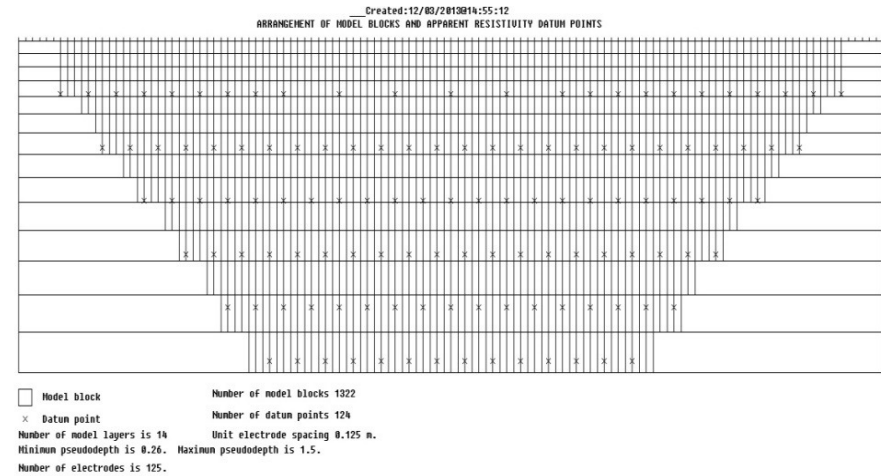 __Created:12/03/2013@14:55:12
ARRANGEMENT OF MODEL BLOCKS AND APPARENT RESISTIVITY DATUM POINTS
Model block
Number of model blocks 1322
x Datum point
Number of datum points 124
Number of model layers is 14
Unit electrode spacing 0.125 m.
Minimum pseudodepth is 0.26. Maximum pseudodepth is 1.5.
Number of electrodes is 125.